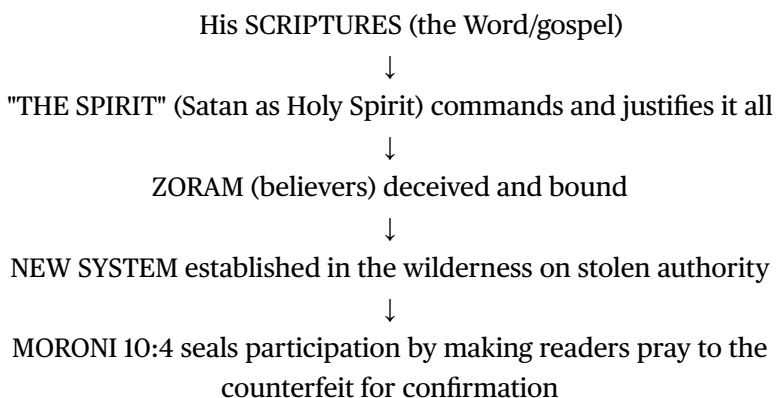 His SCRIPTURES (the Word/gospel)
↓
"THE SPIRIT" (Satan as Holy Spirit) commands and justifies it all
↓
ZORAM (believers) deceived and bound
↓
NEW SYSTEM established in the wilderness on stolen authority
↓
MORONI 10:4 seals participation by making readers pray to the
counterfeit for confirmation